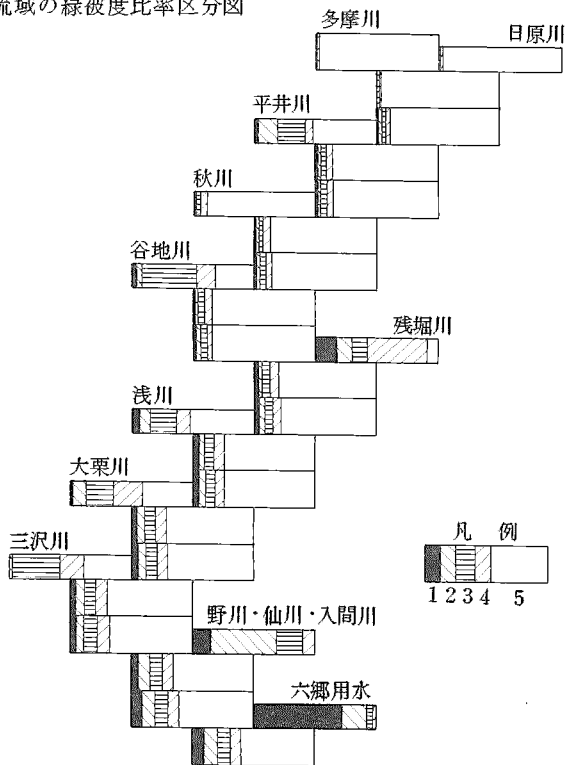 流域の緑被度比率区分図
多摩川
日原川
平井川
秋川
谷地川
残堀川
浅川
大栗川
三沢川
凡 例
1 2 3 4 5
野川・仙川・入間川
六郷用水